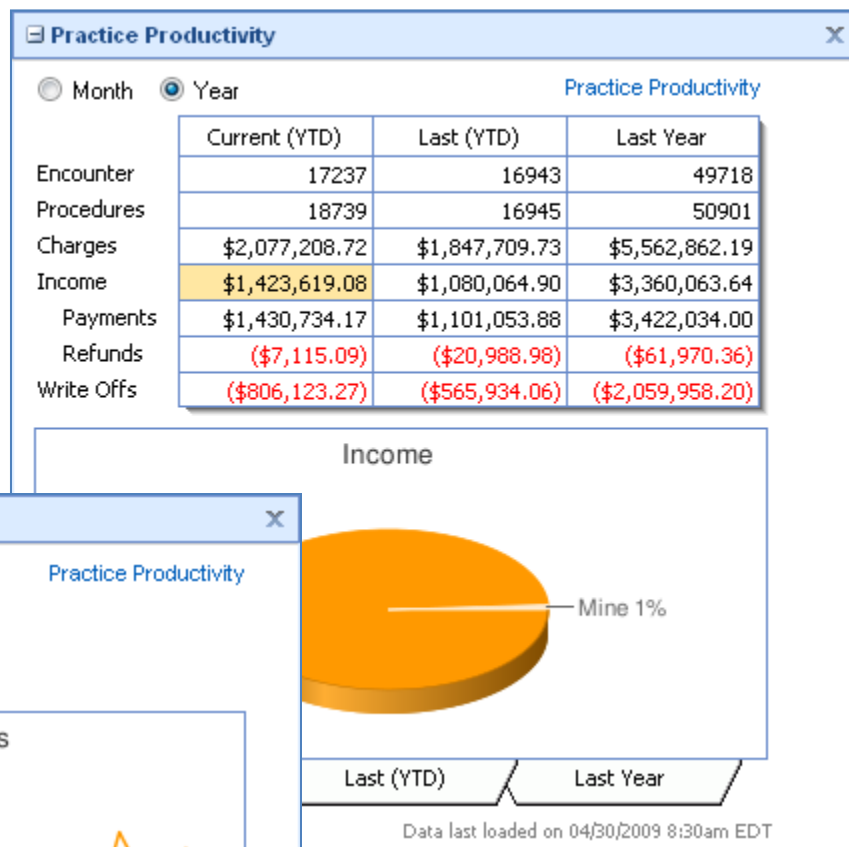 Practice Productivity
Month Year Practice Productivity
Current (YTD) Last (YTD) Last Year
Encounter 17237 16943 49718
Procedures 18739 16945 50901
Charges $2,077,208.72 $1,847,709.73 $5,562,862.19
Income $1,423,619.08 $1,080,064.90 $3,360,063.64
Payments $1,430,734.17 $1,101,053.88 $3,422,034.00
Refunds ($7,115.09) ($20,988.98) ($61,970.36)
Write Offs ($806,123.27) ($565,934.06) ($2,059,958.20)
Income
Mine 1%
Last (YTD) Last Year
Data last loaded on 04/30/2009 8:30am EDT
Practice Productivity